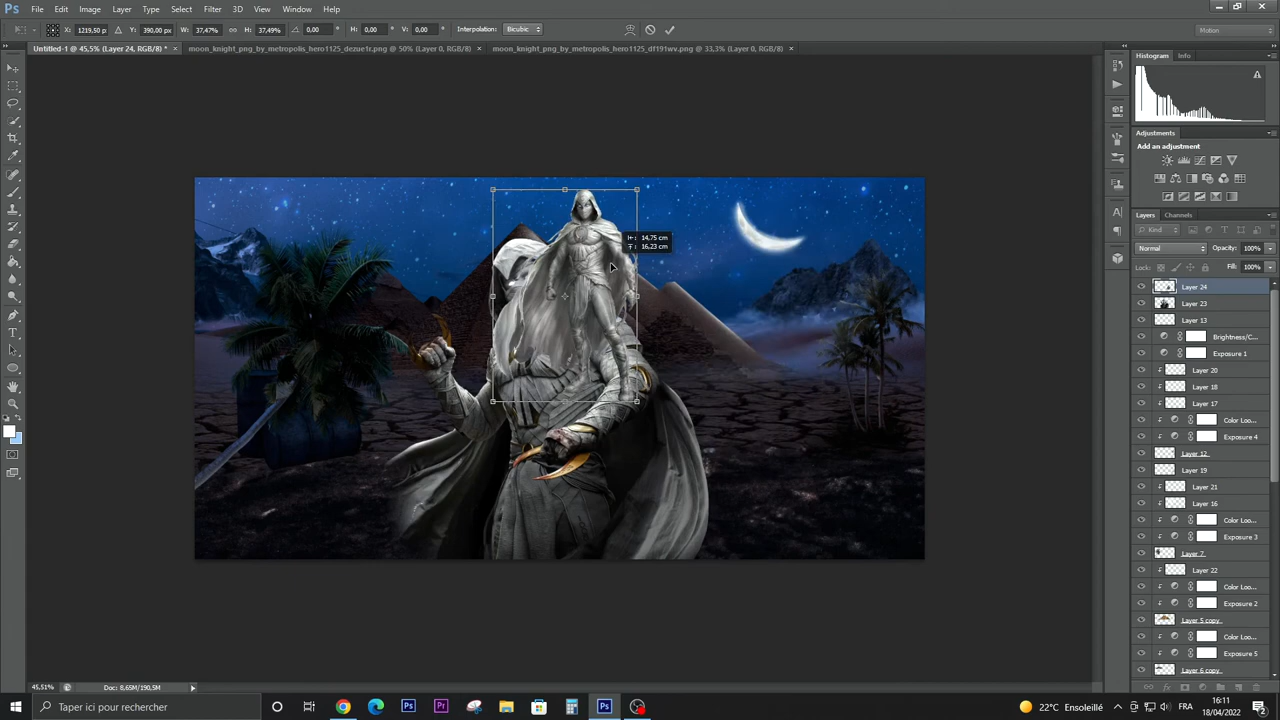 Ps File Edit Image Layer Type Select Filter 3D View Window Help
X: 1219,50 px Y: 390,00 px W: 37,47% H: 37,49% 0,00 ° H: 0,00 ° V: 0,00 ° Interpolation: Bicubic Motion
Untitled-1 @ 45,5% (Layer 24, RGB/8) * × moon_knight_png_by_metropolis_hero1125_dezue1r.png @ 50% (Layer 0, RGB/8) × moon_knight_png_by_metropolis_hero1125_df191wv.png @ 33,3% (Layer 0, RGB/8) ×
Histogram Info
Adjustments
Add an adjustment
Layers Channels
Kind
Normal Opacity: 100%
Lock: Fill: 100%
Layer 24
Layer 23
Layer 13
Brightness/C...
Exposure 1
Layer 20
Layer 18
Layer 17
Color Loo...
Exposure 4
Layer 12
Layer 19
Layer 21
Layer 16
Color Loo...
Exposure 3
Layer 7
Layer 22
Color Loo...
Exposure 2
Layer 5 copy
Color Loo...
Exposure 5
Layer 6 copy
14,75 cm
16,23 cm
45,51% Doc: 8,65M/190,5M
Taper ici pour rechercher
Ps Pr Ps
22°C Ensoleillé
16:11
18/04/2022
2